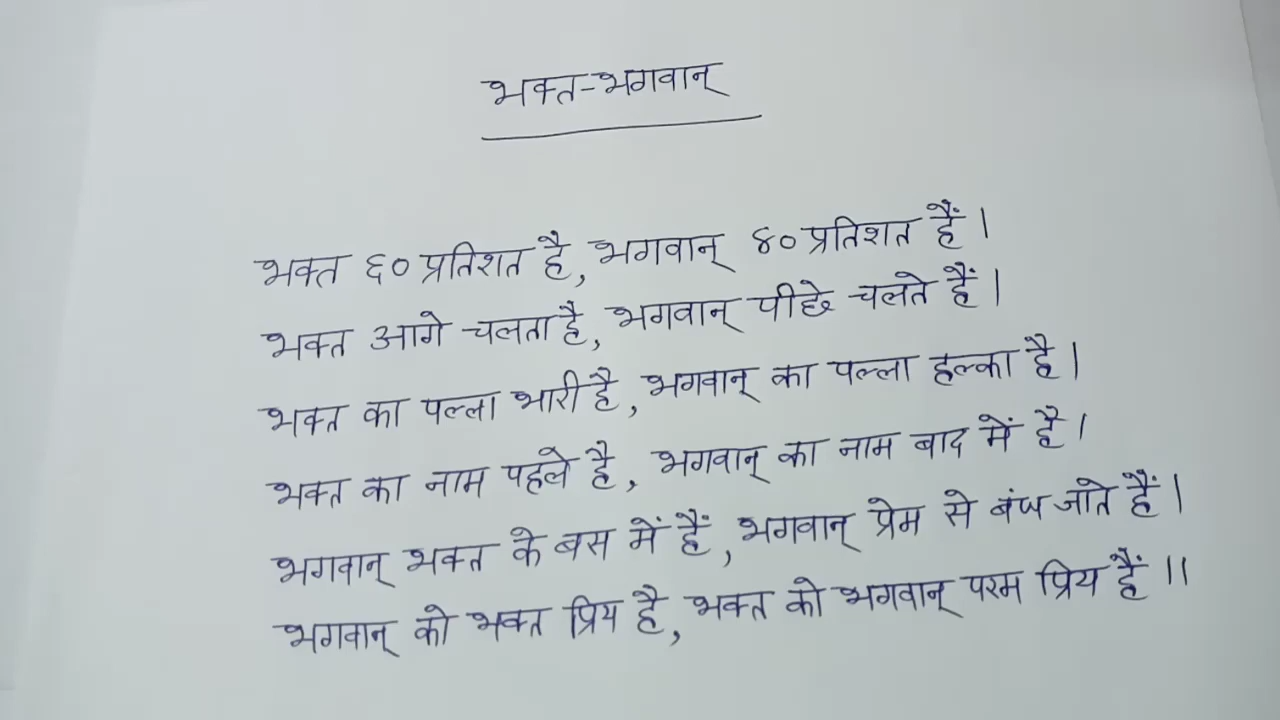 भक्त-भगवान्
भक्त ६० प्रतिशत है, भगवान् ४० प्रतिशत हैं।
भक्त आगे चलता है, भगवान् पीछे चलते हैं।
भक्त का पल्ला भारी है, भगवान् का पल्ला हल्का है।
भक्त का नाम पहले है, भगवान् का नाम बाद में है।
भगवान् भक्त के बस में हैं, भगवान् प्रेम से बंध जाते हैं।
भगवान् को भक्त प्रिय है, भक्त को भगवान् परम प्रिय हैं॥